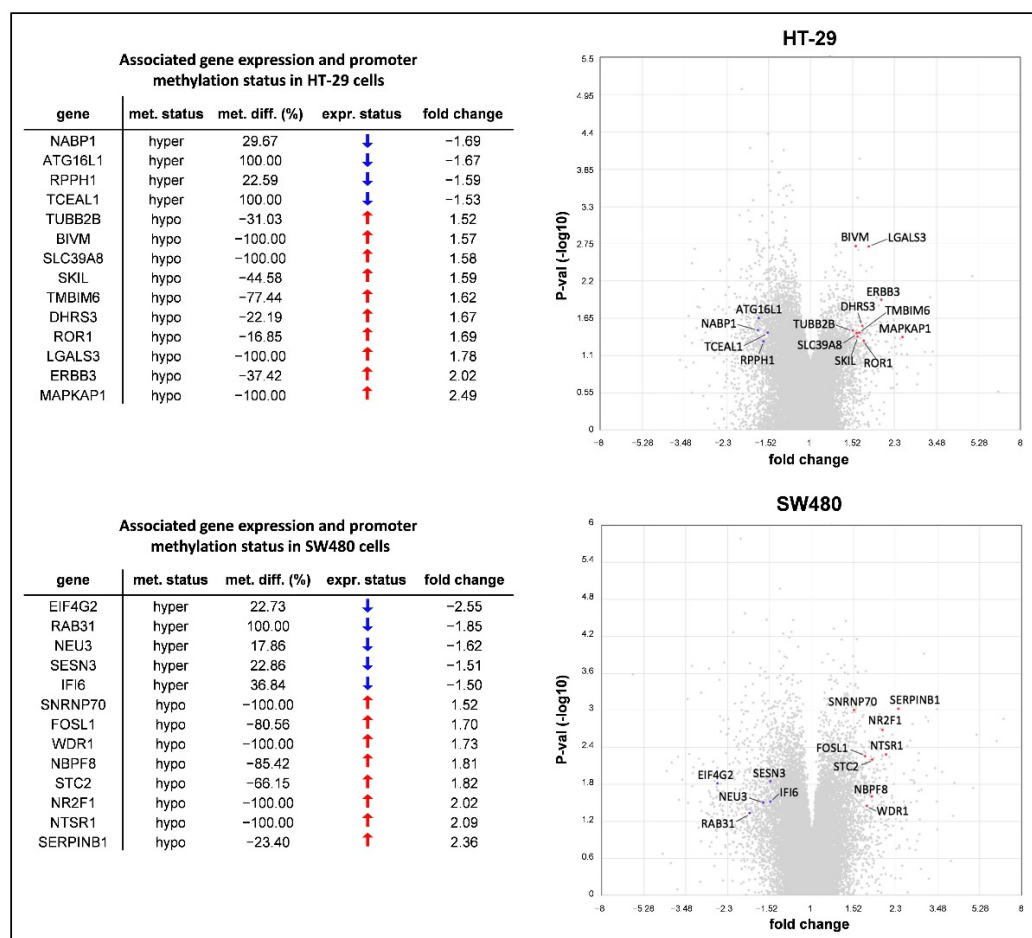 Associated gene expression and promoter
methylation status in HT-29 cells
gene met. status met. diff. (%) expr. status fold change
NABP1 hyper 29.67 ↓ −1.69
ATG16L1 hyper 100.00 ↓ −1.67
RPPH1 hyper 22.59 ↓ −1.59
TCEAL1 hyper 100.00 ↓ −1.53
TUBB2B hypo −31.03 ↑ 1.52
BIVM hypo −100.00 ↑ 1.57
SLC39A8 hypo −100.00 ↑ 1.58
SKIL hypo −44.58 ↑ 1.59
TMBIM6 hypo −77.44 ↑ 1.62
DHRS3 hypo −22.19 ↑ 1.67
ROR1 hypo −16.85 ↑ 1.69
LGALS3 hypo −100.00 ↑ 1.78
ERBB3 hypo −37.42 ↑ 2.02
MAPKAP1 hypo −100.00 ↑ 2.49
HT-29
P-val (-log10)
5.5
4.95
4.4
3.85
3.3
2.75
2.2
1.65
1.1
0.55
0
BIVM LGALS3
ERBB3
DHRS3 TMBIM6
ATG16L1
NABP1 TUBB2B MAPKAP1
TCEAL1 SLC39A8
RPPH1 SKIL ROR1
−8 −5.28 −3.48 −2.3 −1.52 1 1.52 2.3 3.48 5.28 8
fold change
Associated gene expression and promoter
methylation status in SW480 cells
gene met. status met. diff. (%) expr. status fold change
EIF4G2 hyper 22.73 ↓ −2.55
RAB31 hyper 100.00 ↓ −1.85
NEU3 hyper 17.86 ↓ −1.62
SESN3 hyper 22.86 ↓ −1.51
IFI6 hyper 36.84 ↓ −1.50
SNRNP70 hypo −100.00 ↑ 1.52
FOSL1 hypo −80.56 ↑ 1.70
WDR1 hypo −100.00 ↑ 1.73
NBPF8 hypo −85.42 ↑ 1.81
STC2 hypo −66.15 ↑ 1.82
NR2F1 hypo −100.00 ↑ 2.02
NTSR1 hypo −100.00 ↑ 2.09
SERPINB1 hypo −23.40 ↑ 2.36
SW480
P-val (-log10)
6
5.4
4.8
4.2
3.6
3
2.4
1.8
1.2
0.6
0
SNRNP70 SERPINB1
NR2F1
FOSL1 NTSR1
STC2
EIF4G2 SESN3
NEU3 IFI6 NBPF8
RAB31 WDR1
−8 −5.28 −3.48 −2.3 −1.52 1 1.52 2.3 3.48 5.28 8
fold change